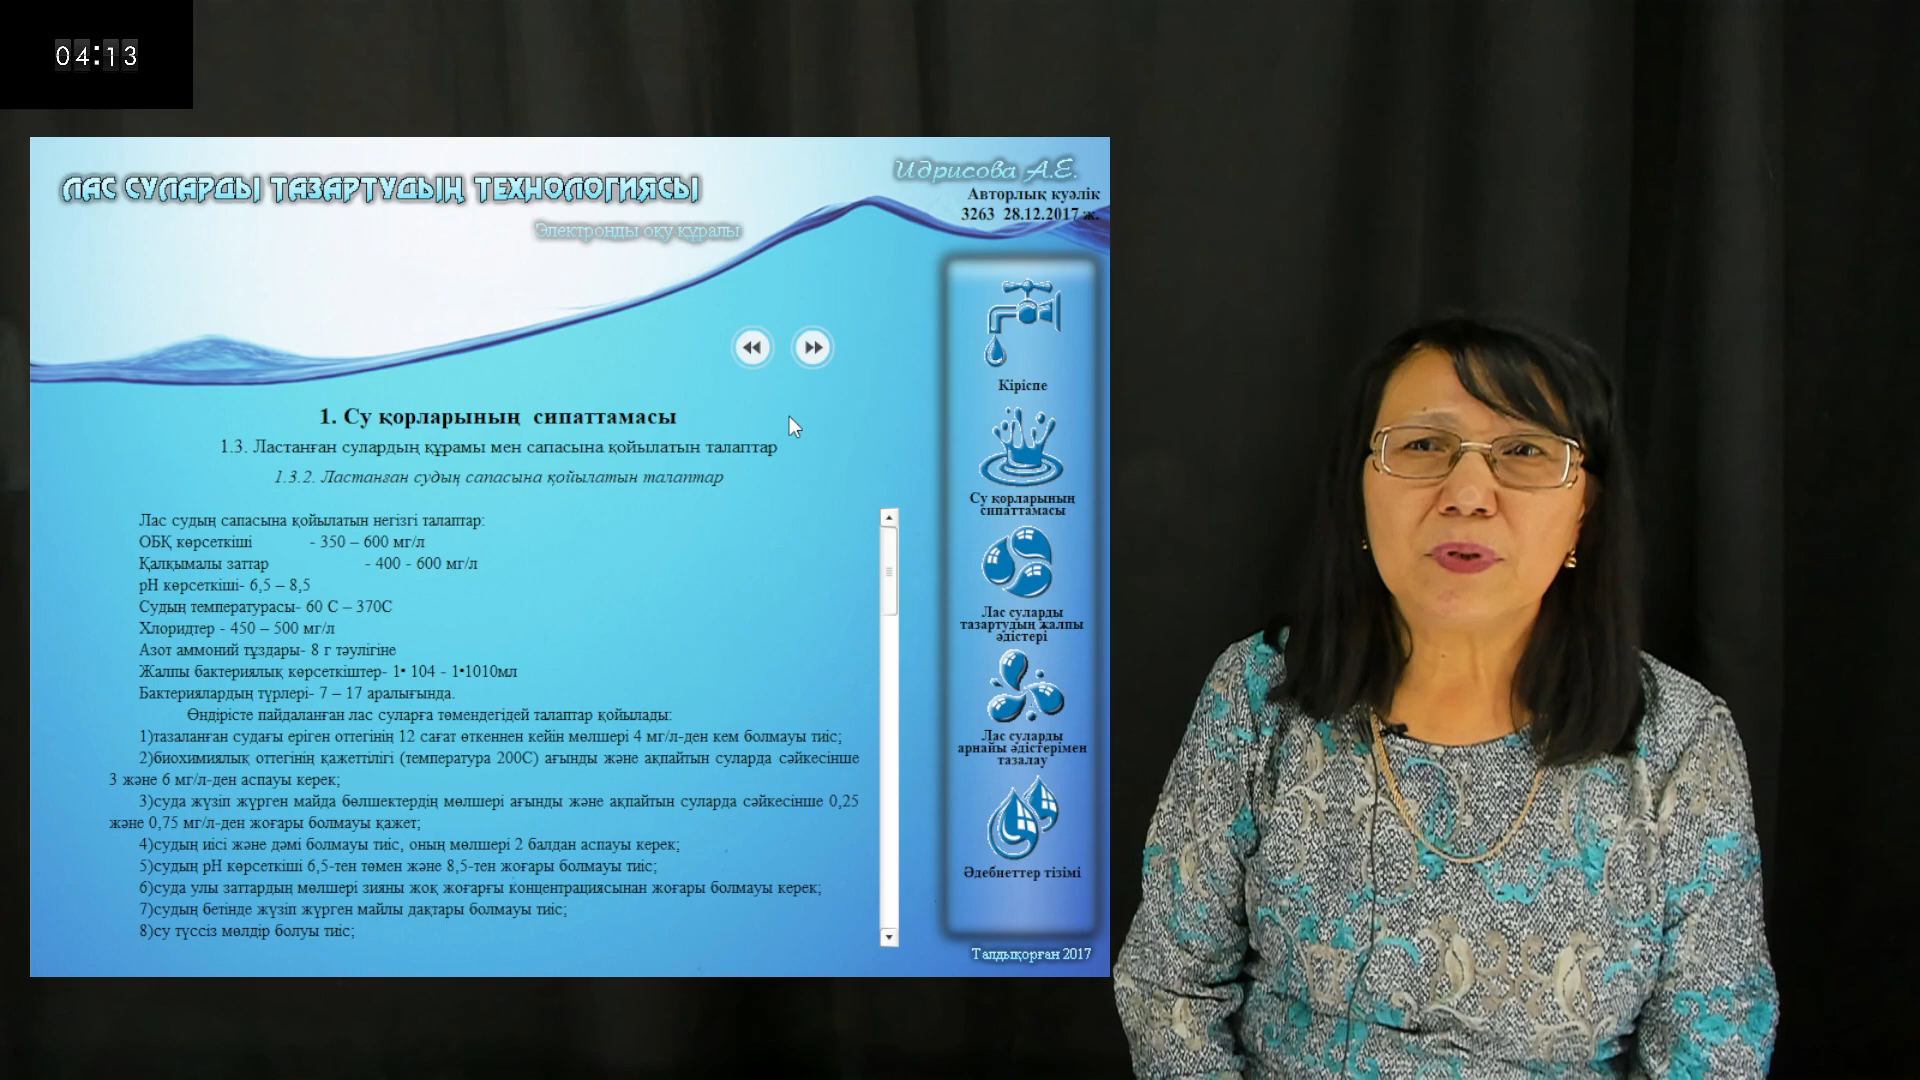 04:13
ЛАС СУЛАРДЫ ТАЗАРТУДЫҢ ТЕХНОЛОГИЯСЫ
Электронды оқу құралы
Идрисова А.Е.
Авторлық куәлік
3263 28.12.2017 ж.
1. Су қорларының сипаттамасы
1.3. Ластанған сулардың құрамы мен сапасына қойылатын талаптар
1.3.2. Ластанған судың сапасына қойылатын талаптар
Лас судың сапасына қойылатын негізгі талаптар:
ОБҚ көрсеткіші - 350 – 600 мг/л
Қалқымалы заттар - 400 - 600 мг/л
рН көрсеткіші- 6,5 – 8,5
Судың температурасы- 60 С – 370С
Хлоридтер - 450 – 500 мг/л
Азот аммоний тұздары- 8 г тәулігіне
Жалпы бактериялық көрсеткіштер- 1• 104 - 1•1010мл
Бактериялардың түрлері- 7 – 17 аралығында.
Өндірісте пайдаланған лас суларға төмендегідей талаптар қойылады:
1)тазаланған судағы еріген оттегінің 12 сағат өткеннен кейін мөлшері 4 мг/л-ден кем болмауы тиіс;
2)биохимиялық оттегінің қажеттілігі (температура 200С) ағынды және ақпайтын суларда сәйкесінше
3 және 6 мг/л-ден аспауы керек;
3)суда жүзіп жүрген майда бөлшектердің мөлшері ағынды және ақпайтын суларда сәйкесінше 0,25
және 0,75 мг/л-ден жоғары болмауы қажет;
4)судың иісі және дәмі болмауы тиіс, оның мөлшері 2 балдан аспауы керек;
5)судың рН көрсеткіші 6,5-тен төмен және 8,5-тен жоғары болмауы тиіс;
6)суда улы заттардың мөлшері зияны жоқ жоғарғы концентрациясынан жоғары болмауы керек;
7)судың бетінде жүзіп жүрген майлы дақтары болмауы тиіс;
8)су түссіз мөлдір болуы тиіс;
Кіріспе
Су қорларының
сипаттамасы
Лас суларды
тазартудың жалпы
әдістері
Лас суларды
арнайы әдістерімен
тазалау
Әдебиеттер тізімі
Талдықорған 2017